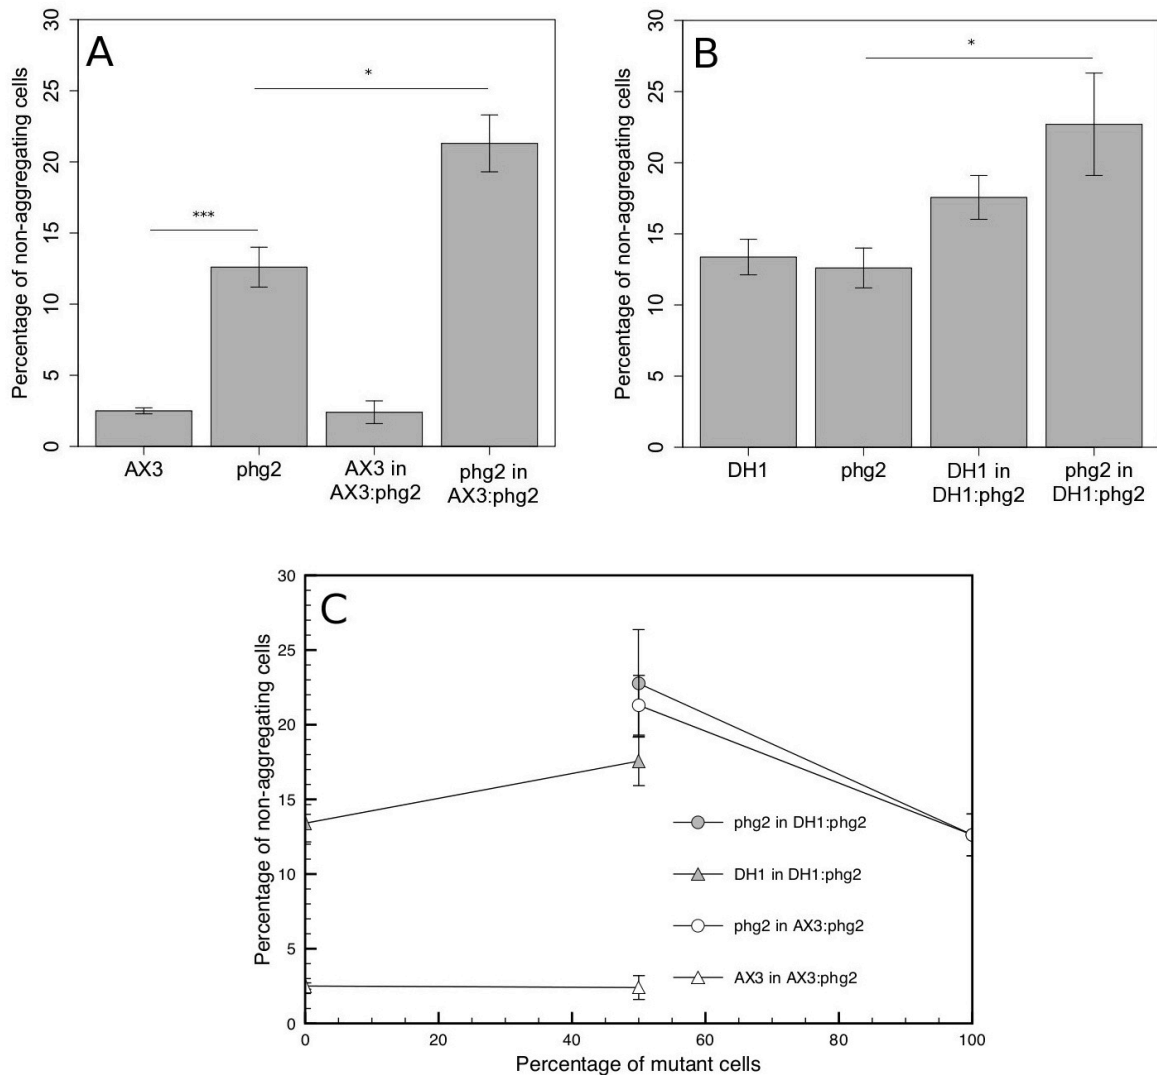 A
Percentage of non-aggregating cells
30
25
20
15
10
5
0
***
*
AX3
phg2
AX3 in
AX3:phg2
phg2 in
AX3:phg2
B
Percentage of non-aggregating cells
30
25
20
15
10
5
0
*
DH1
phg2
DH1 in
DH1:phg2
phg2 in
DH1:phg2
C
Percentage of non-aggregating cells
30
25
20
15
10
5
0
phg2 in DH1:phg2
DH1 in DH1:phg2
phg2 in AX3:phg2
AX3 in AX3:phg2
0 20 40 60 80 100
Percentage of mutant cells